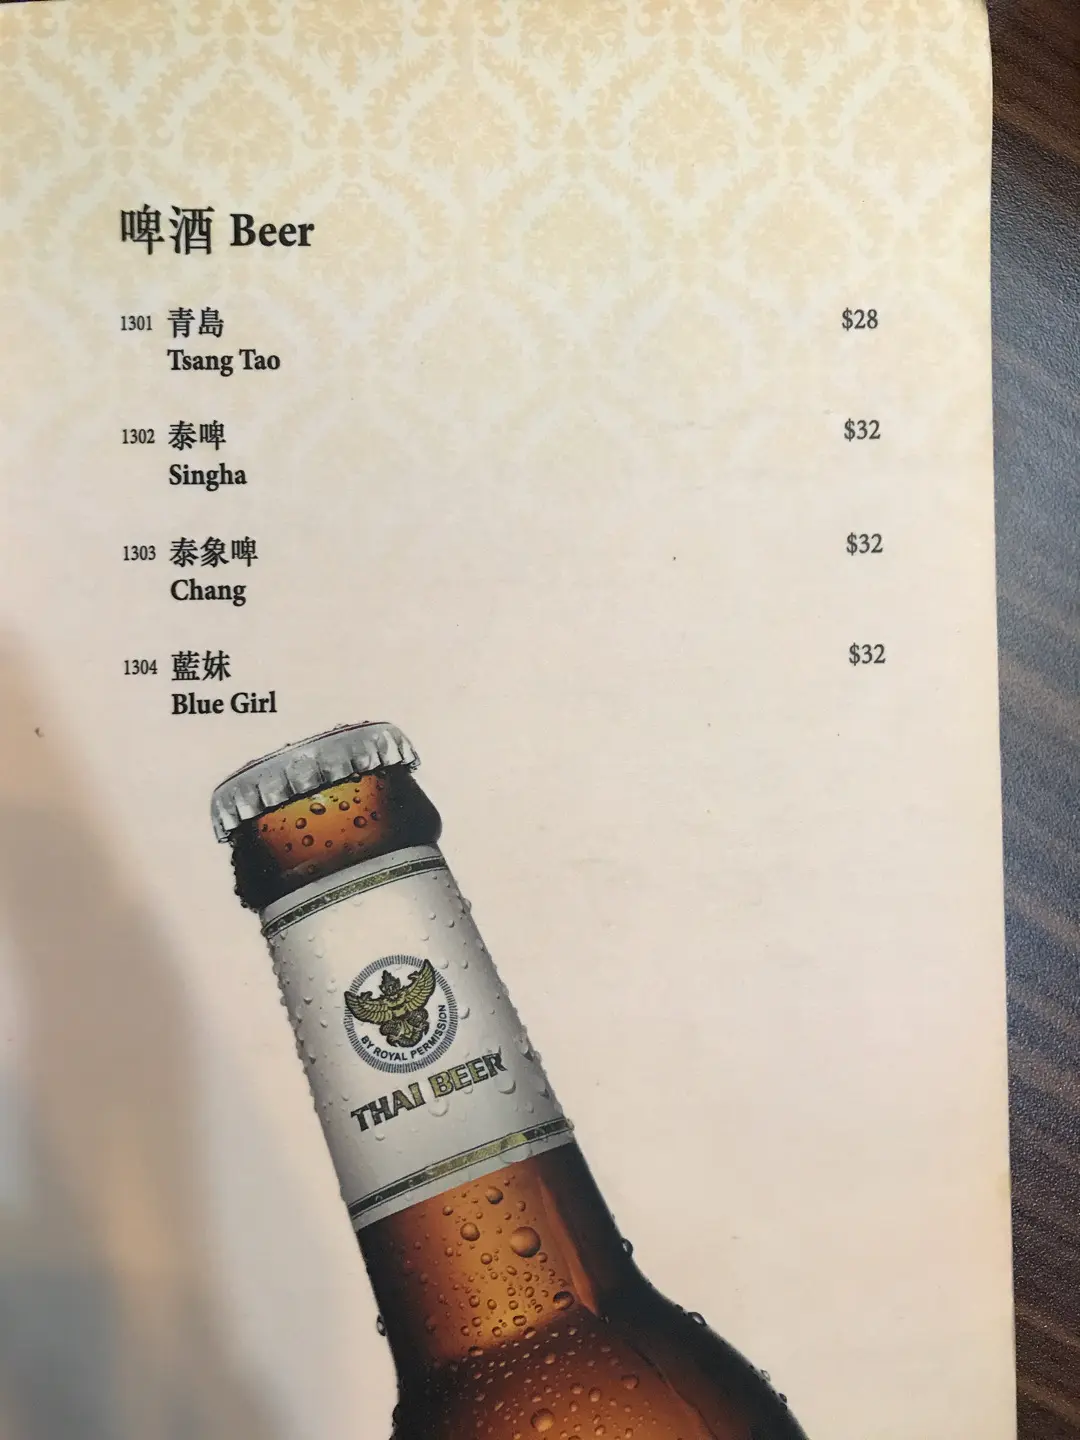 啤酒 Beer
1301 青島 $28
Tsang Tao
1302 泰啤 $32
Singha
1303 泰象啤 $32
Chang
1304 藍妹 $32
Blue Girl
BY ROYAL PERMISSION
THAI BEER